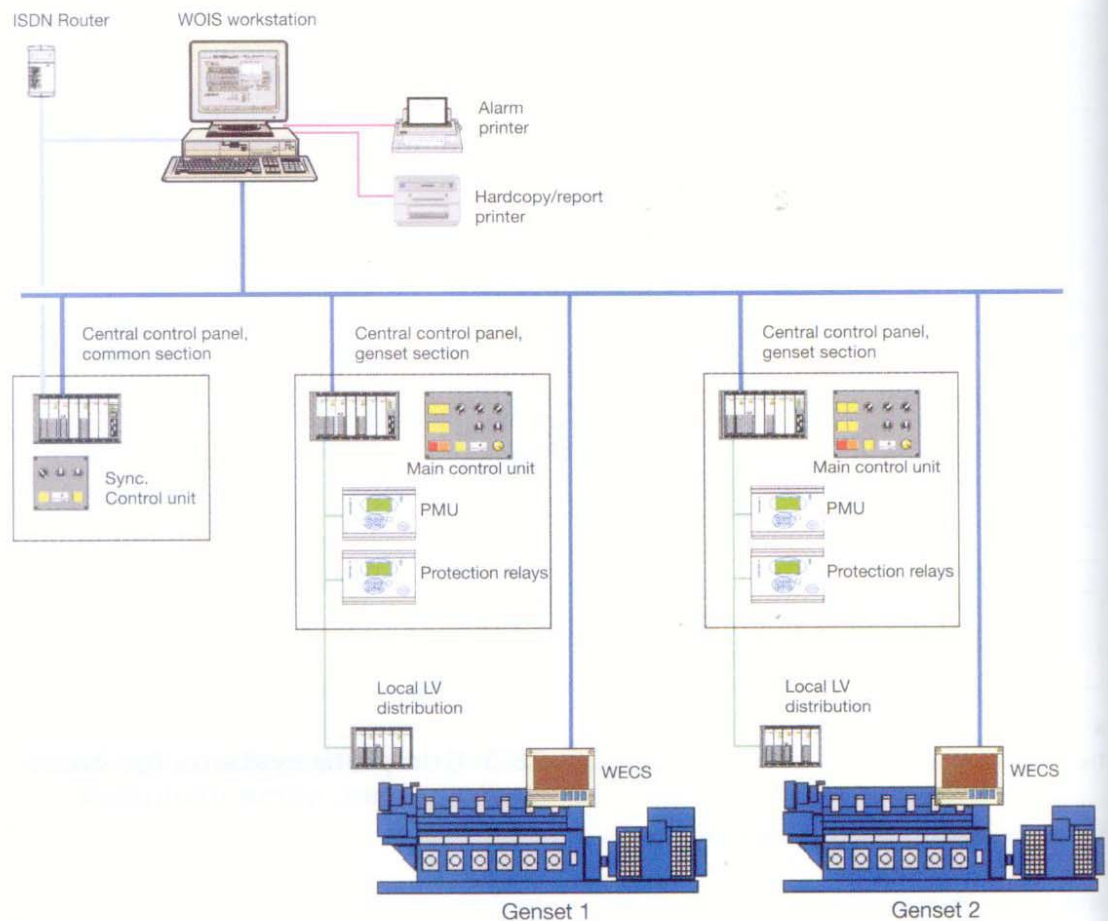 ISDN Router
WOIS workstation
Alarm
printer
Hardcopy/report
printer
Central control panel,
common section
Central control panel,
genset section
Central control panel,
genset section
Sync.
Control unit
Main control unit
PMU
Protection relays
Main control unit
PMU
Protection relays
Local LV
distribution
Local LV
distribution
WECS
WECS
Genset 1
Genset 2